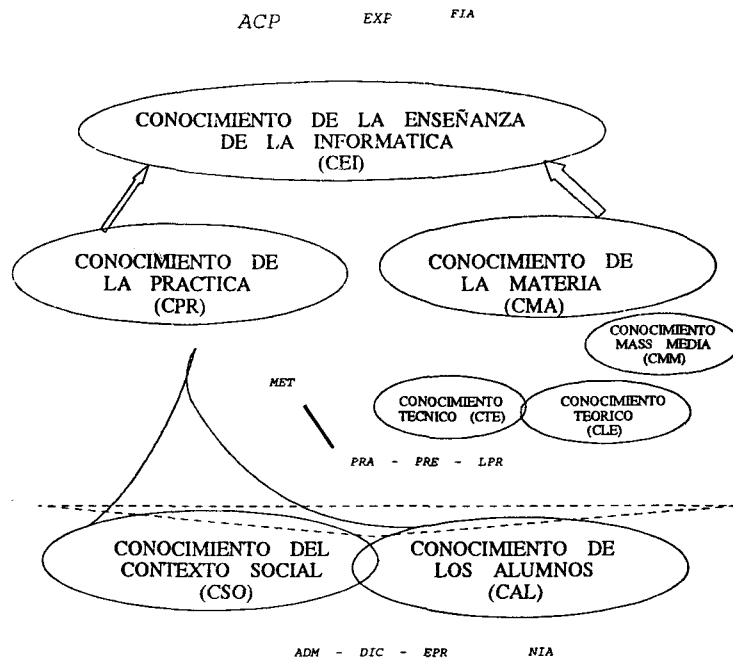 ACP EXP FIA
CONOCIMIENTO DE LA ENSEÑANZA
DE LA INFORMATICA
(CEI)
CONOCIMIENTO DE
LA PRACTICA
(CPR)
CONOCIMIENTO DE
LA MATERIA
(CMA)
CONOCIMIENTO
MASS MEDIA
(CMM)
MET
CONOCIMIENTO
TECNICO (CTE)
CONOCIMIENTO
TEORICO
(CLE)
PRA - PRE - LPR
CONOCIMIENTO DEL
CONTEXTO SOCIAL
(CSO)
CONOCIMIENTO DE
LOS ALUMNOS
(CAL)
ADM - DIC - EPR NIA